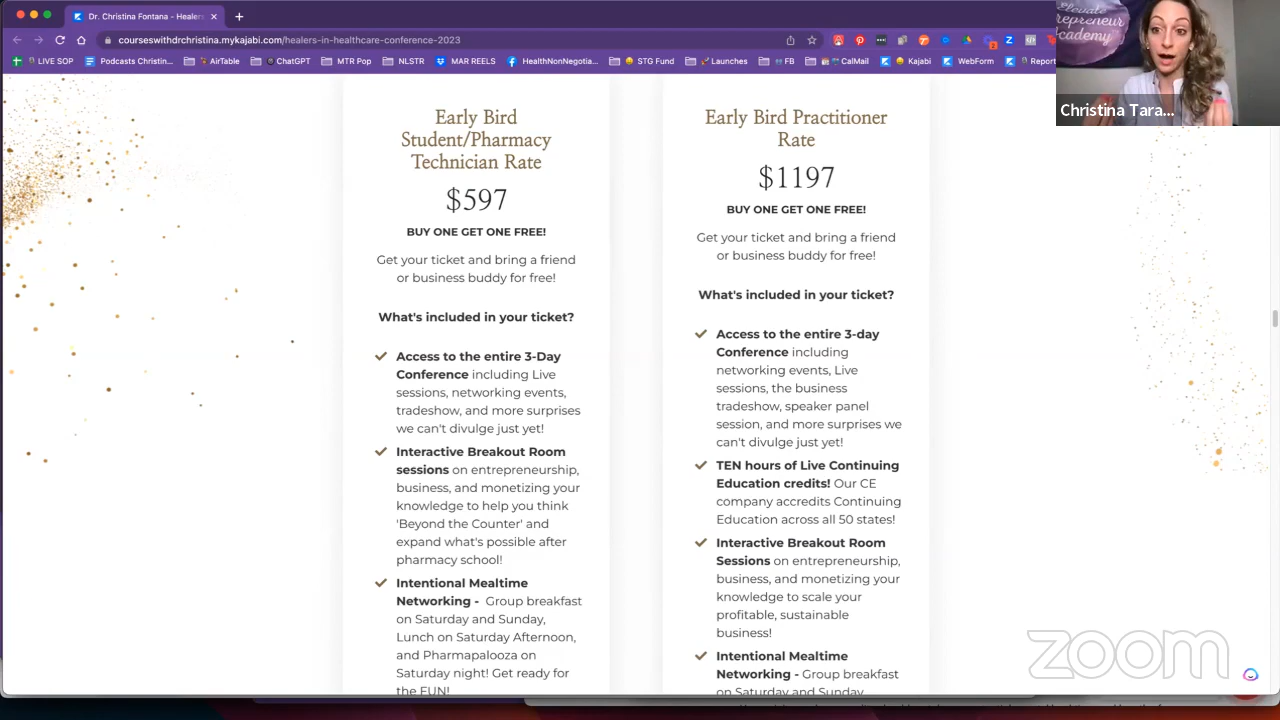 Dr. Christina Fontana - Healers
courseswithdrchristina.mykajabi.com/healers-in-healthcare-conference-2023
LIVE SOP
Podcasts Christin...
AirTable
ChatGPT
MTR Pop
NLSTR
MAR REELS
HealthNonNegotia...
STG Fund
Launches
FB
CalMail
Kajabi
WebForm
Report
Elevate
Entrepreneur
Academy
Christina Tara...
Early Bird
Student/Pharmacy
Technician Rate
$597
BUY ONE GET ONE FREE!
Get your ticket and bring a friend
or business buddy for free!
What's included in your ticket?
Access to the entire 3-Day
Conference including Live
sessions, networking events,
tradeshow, and more surprises
we can't divulge just yet!
Interactive Breakout Room
sessions on entrepreneurship,
business, and monetizing your
knowledge to help you think
'Beyond the Counter' and
expand what's possible after
pharmacy school!
Intentional Mealtime
Networking - Group breakfast
on Saturday and Sunday,
Lunch on Saturday Afternoon,
and Pharmapalooza on
Saturday night! Get ready for
the FUN!
Early Bird Practitioner
Rate
$1197
BUY ONE GET ONE FREE!
Get your ticket and bring a friend
or business buddy for free!
What's included in your ticket?
Access to the entire 3-day
Conference including
networking events, Live
sessions, the business
tradeshow, speaker panel
session, and more surprises we
can't divulge just yet!
TEN hours of Live Continuing
Education credits! Our CE
company accredits Continuing
Education across all 50 states!
Interactive Breakout Room
Sessions on entrepreneurship,
business, and monetizing your
knowledge to scale your
profitable, sustainable
business!
Intentional Mealtime
Networking - Group breakfast
on Saturday and Sunday
zoom